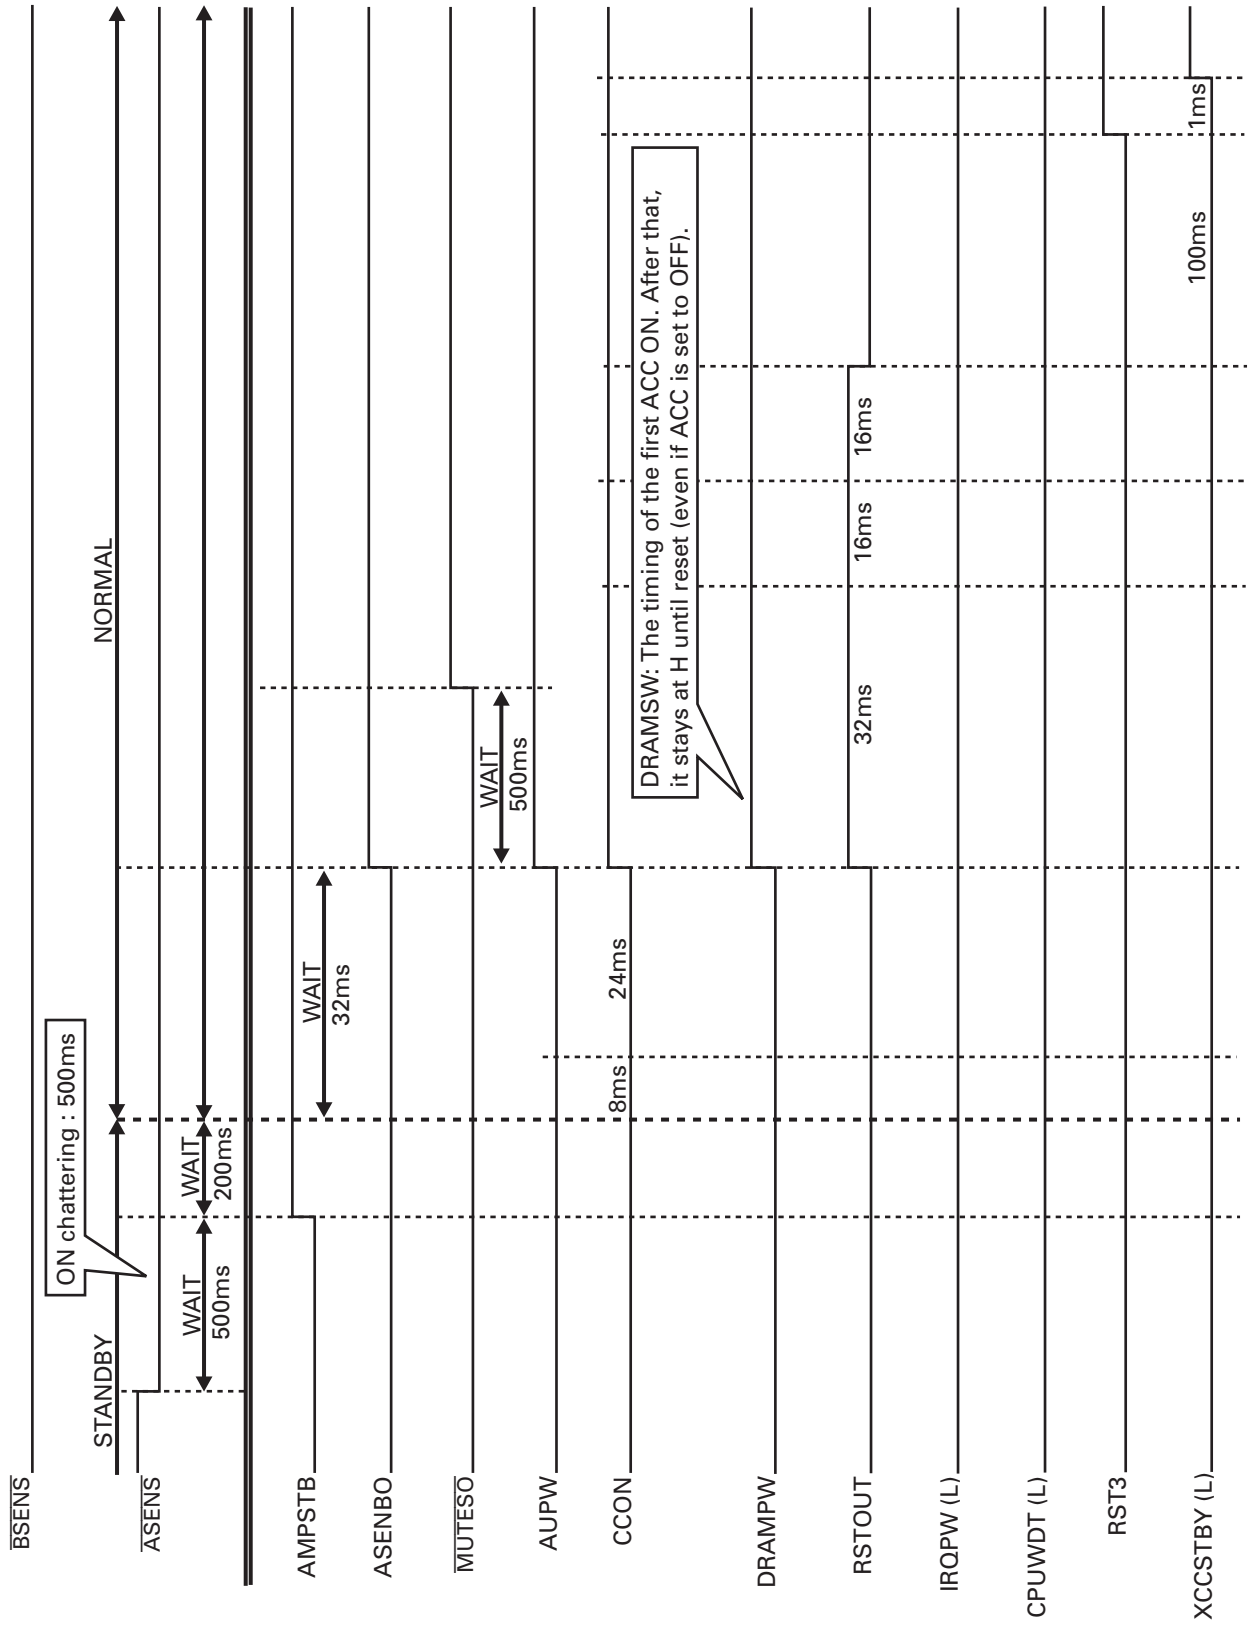 BSENS
STANDBY
NORMAL
ON chattering : 500ms
ASENS
WAIT
500ms
WAIT
200ms
AMPSTB
WAIT
32ms
ASENBO
MUTESO
WAIT
500ms
AUPW
CCON
8ms
24ms
DRAMSW: The timing of the first ACC ON. After that,
it stays at H until reset (even if ACC is set to OFF).
DRAMPW
RSTOUT
32ms
16ms
16ms
IRQPW (L)
CPUWDT (L)
RST3
XCCSTBY (L)
100ms
1ms